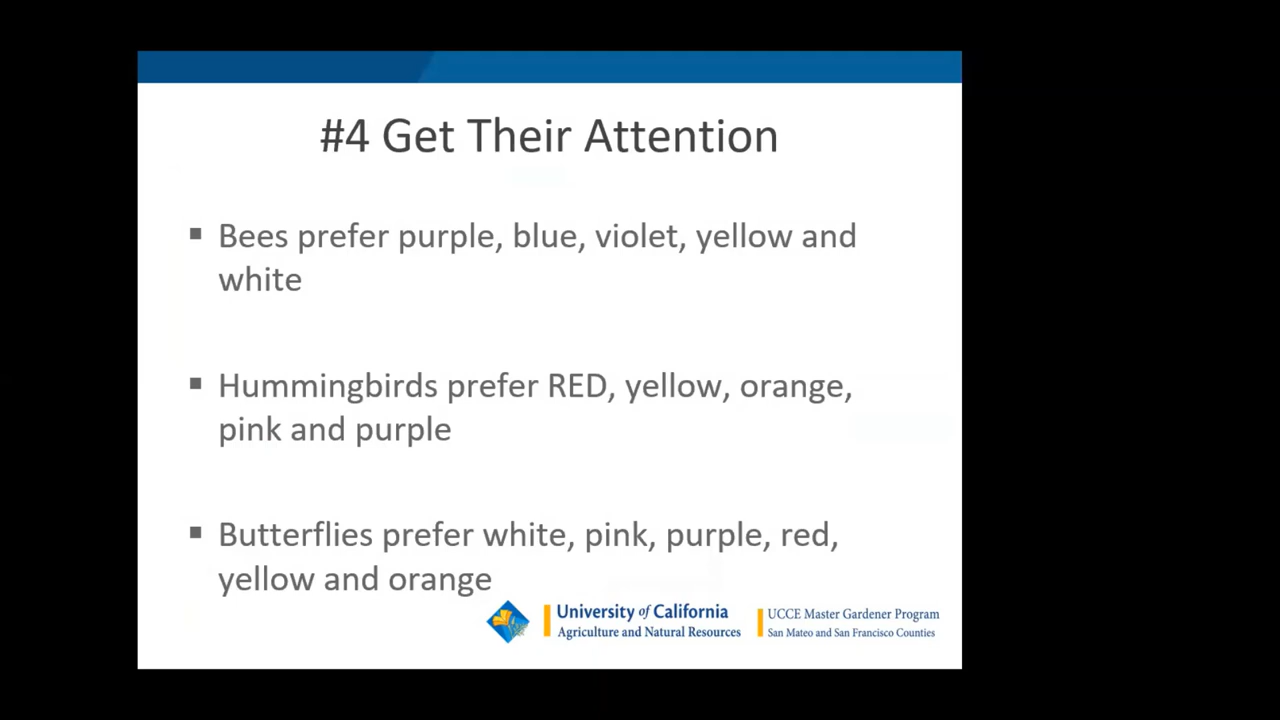 #4 Get Their Attention
▪ Bees prefer purple, blue, violet, yellow and
white
▪ Hummingbirds prefer RED, yellow, orange,
pink and purple
▪ Butterflies prefer white, pink, purple, red,
yellow and orange
University of California
Agriculture and Natural Resources
UCCE Master Gardener Program
San Mateo and San Francisco Counties